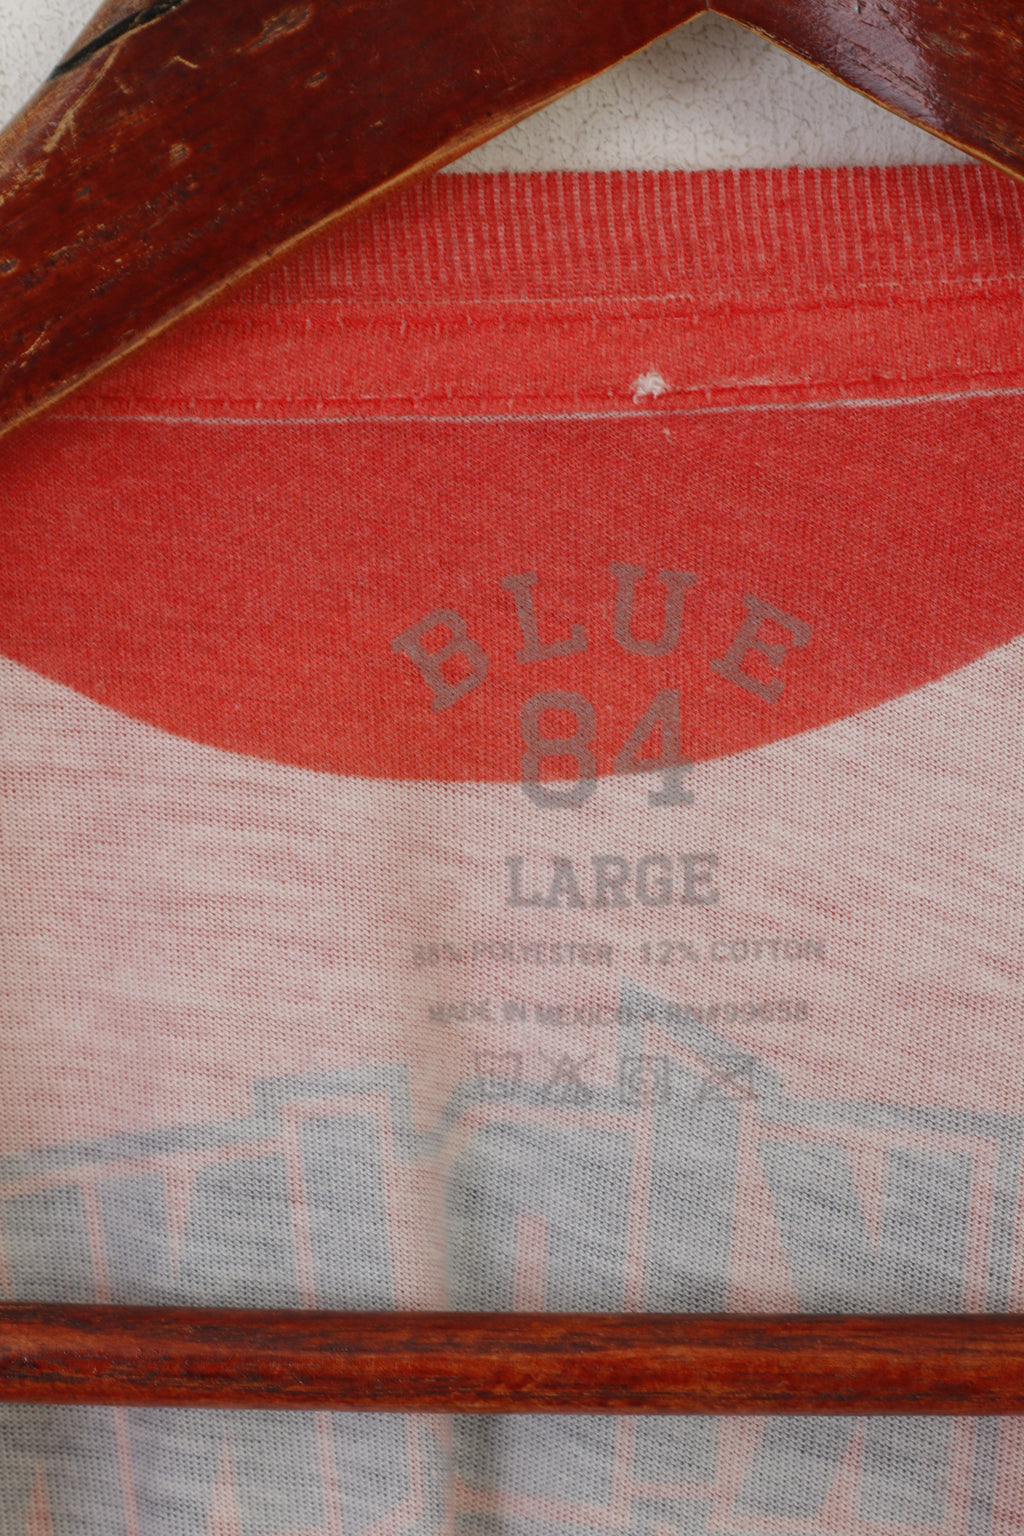 BLUE
84
LARGE
POLYESTER 12% COTTON
MADE IN MEXICO